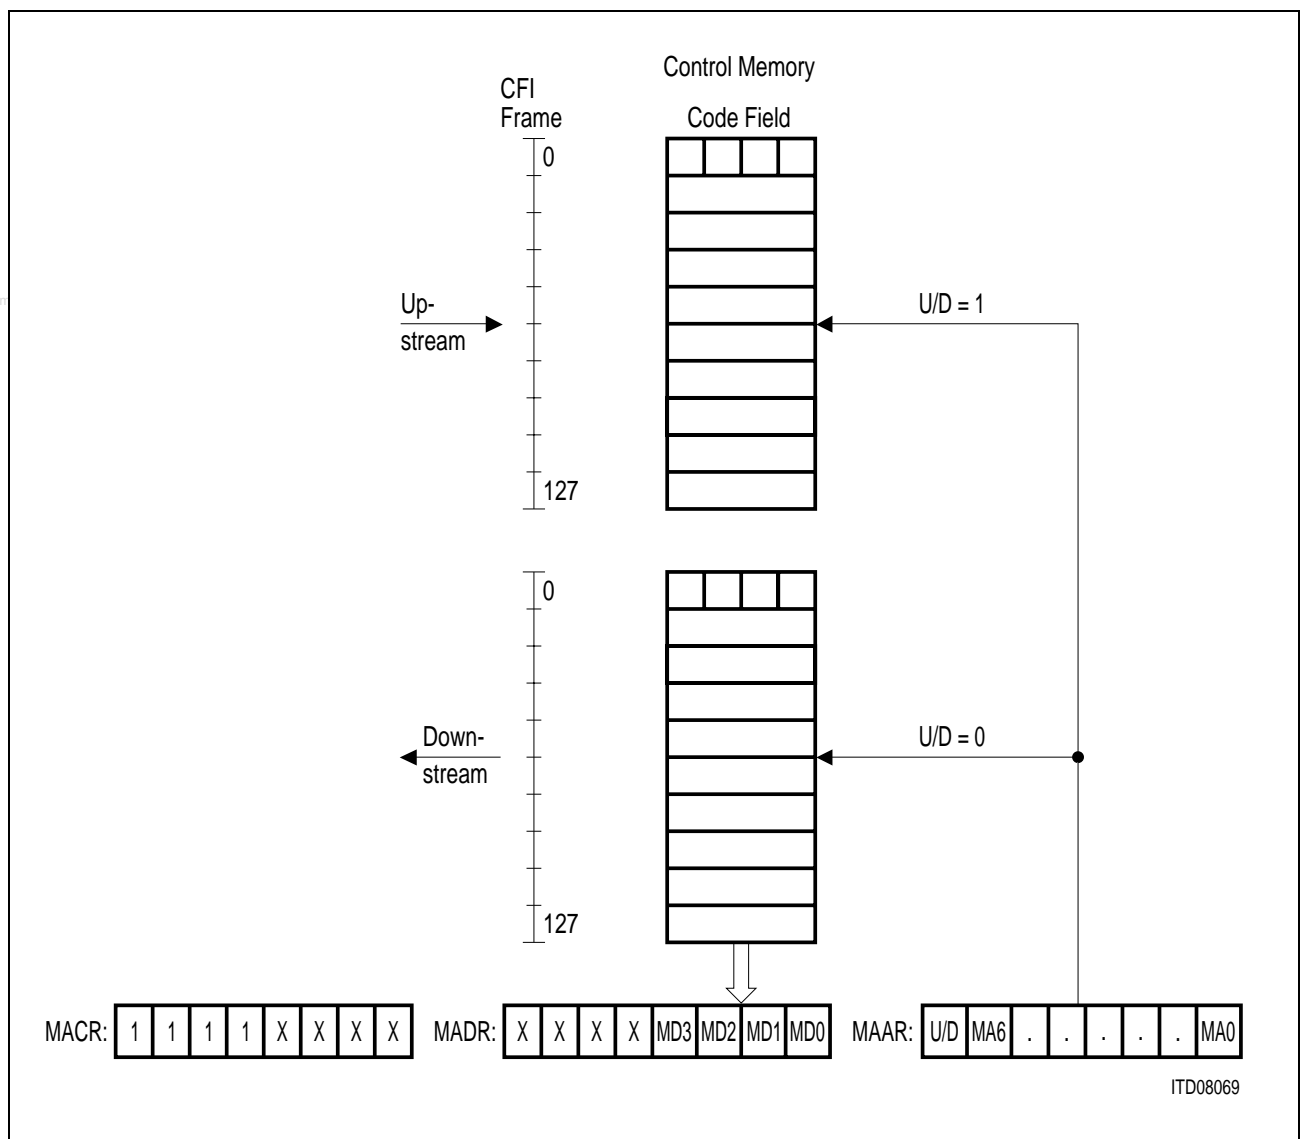 Control Memory
CFI
Frame
Code Field
0
Up-
stream
U/D = 1
127
0
Down-
stream
U/D = 0
127
MACR: 1 1 1 1 X X X X
MADR: X X X X MD3 MD2 MD1 MD0
MAAR: U/D MA6 . . . . . MA0
ITD08069